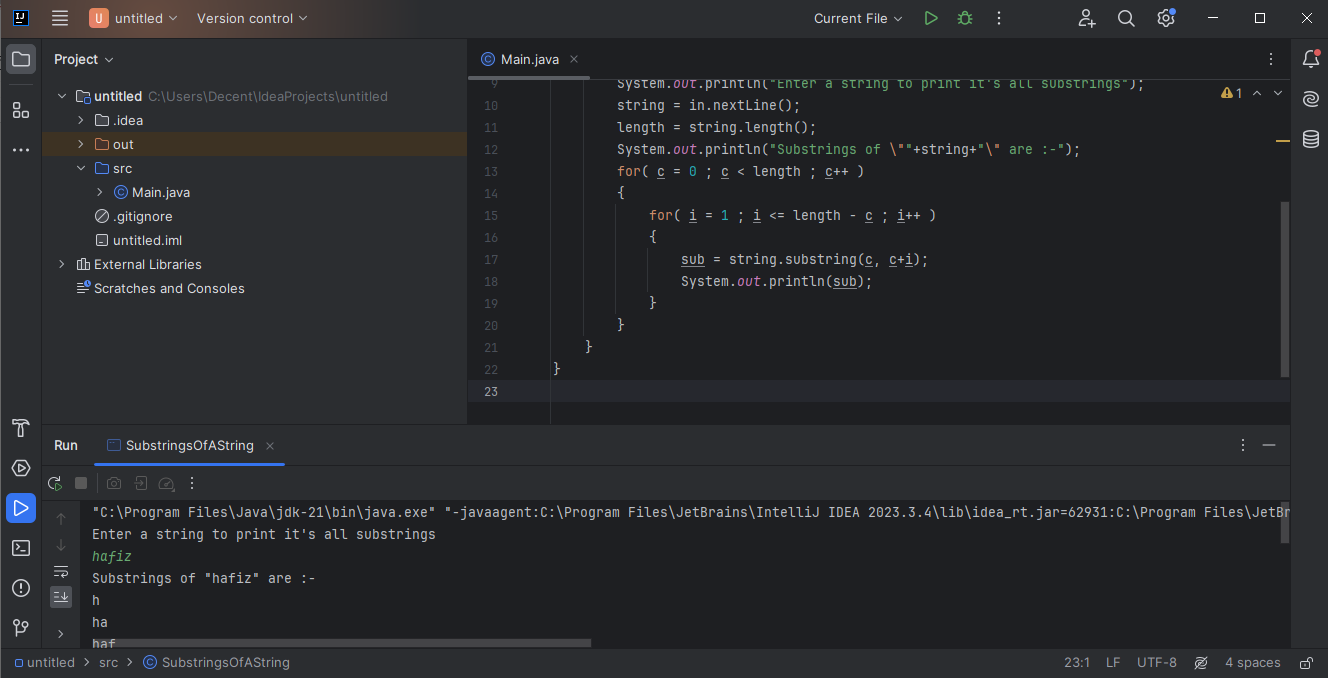 U untitled Version control Current File
Project
Main.java
untitled C:\Users\Decent\IdeaProjects\untitled
.idea
out
src
Main.java
.gitignore
untitled.iml
External Libraries
Scratches and Consoles
1
9 System.out.println("Enter a string to print it's all substrings");
10 string = in.nextLine();
11 length = string.length();
12 System.out.println("Substrings of \""+string+"\" are :-");
13 for( c = 0 ; c < length ; c++ )
14 {
15 for( i = 1 ; i <= length - c ; i++ )
16 {
17 sub = string.substring(c, c+i);
18 System.out.println(sub);
19 }
20 }
21 }
22 }
23
Run SubstringsOfAString
"C:\Program Files\Java\jdk-21\bin\java.exe" "-javaagent:C:\Program Files\JetBrains\IntelliJ IDEA 2023.3.4\lib\idea_rt.jar=62931:C:\Program Files\JetBr
Enter a string to print it's all substrings
hafiz
Substrings of "hafiz" are :-
h
ha
haf
untitled > src > SubstringsOfAString 23:1 LF UTF-8 4 spaces